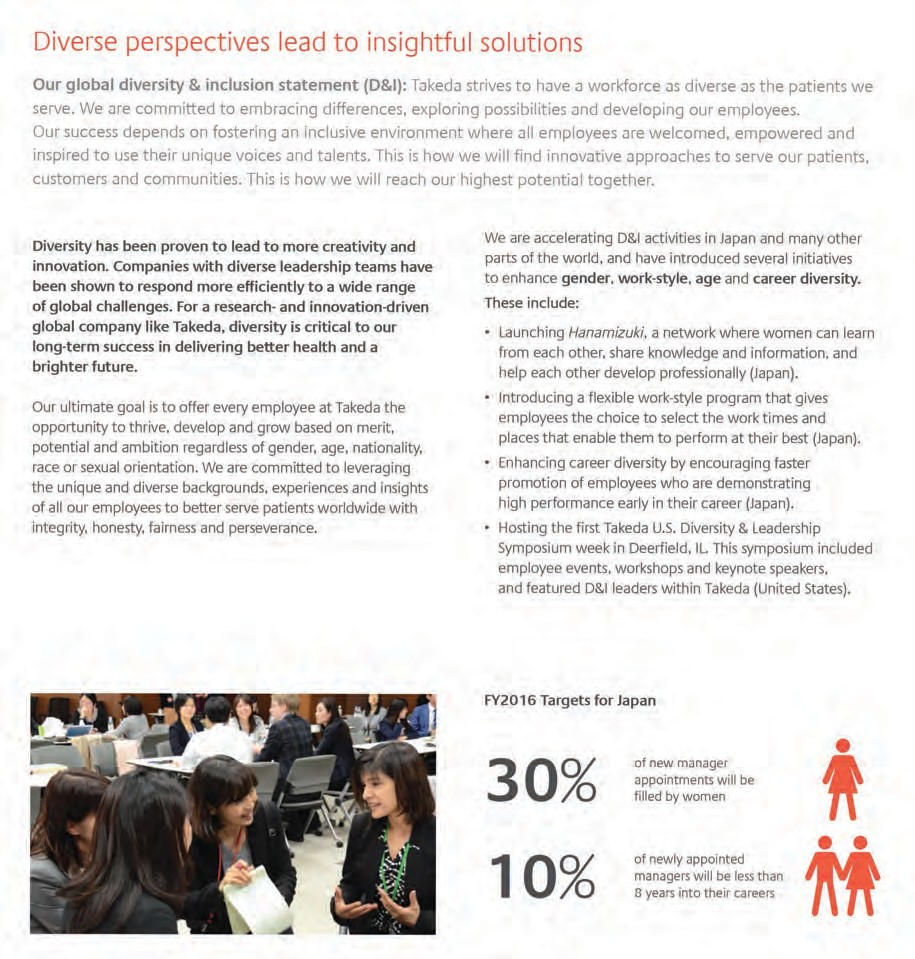 Diverse perspectives lead to insightful solutions
Our global diversity & inclusion statement (D&I): Takeda strives to have a workforce as diverse as the patients we
serve. We are committed to embracing differences, exploring possibilities and developing our employees.
Our success depends on fostering an inclusive environment where all employees are welcomed, empowered and
inspired to use their unique voices and talents. This is how we will find innovative approaches to serve our patients,
customers and communities. This is how we will reach our highest potential together.
Diversity has been proven to lead to more creativity and
innovation. Companies with diverse leadership teams have
been shown to respond more efficiently to a wide range
of global challenges. For a research- and innovation-driven
global company like Takeda, diversity is critical to our
long-term success in delivering better health and a
brighter future.
Our ultimate goal is to offer every employee at Takeda the
opportunity to thrive, develop and grow based on merit,
potential and ambition regardless of gender, age, nationality,
race or sexual orientation. We are committed to leveraging
the unique and diverse backgrounds, experiences and insights
of all our employees to better serve patients worldwide with
integrity, honesty, fairness and perseverance.
We are accelerating D&I activities in Japan and many other
parts of the world, and have introduced several initiatives
to enhance gender, work-style, age and career diversity.
These include:
• Launching Hanamizuki, a network where women can learn
from each other, share knowledge and information, and
help each other develop professionally (Japan).
• Introducing a flexible work-style program that gives
employees the choice to select the work times and
places that enable them to perform at their best (Japan).
• Enhancing career diversity by encouraging faster
promotion of employees who are demonstrating
high performance early in their career (Japan).
• Hosting the first Takeda U.S. Diversity & Leadership
Symposium week in Deerfield, IL. This symposium included
employee events, workshops and keynote speakers,
and featured D&I leaders within Takeda (United States).
FY2016 Targets for Japan
30%
of new manager
appointments will be
filled by women
10%
of newly appointed
managers will be less than
8 years into their careers